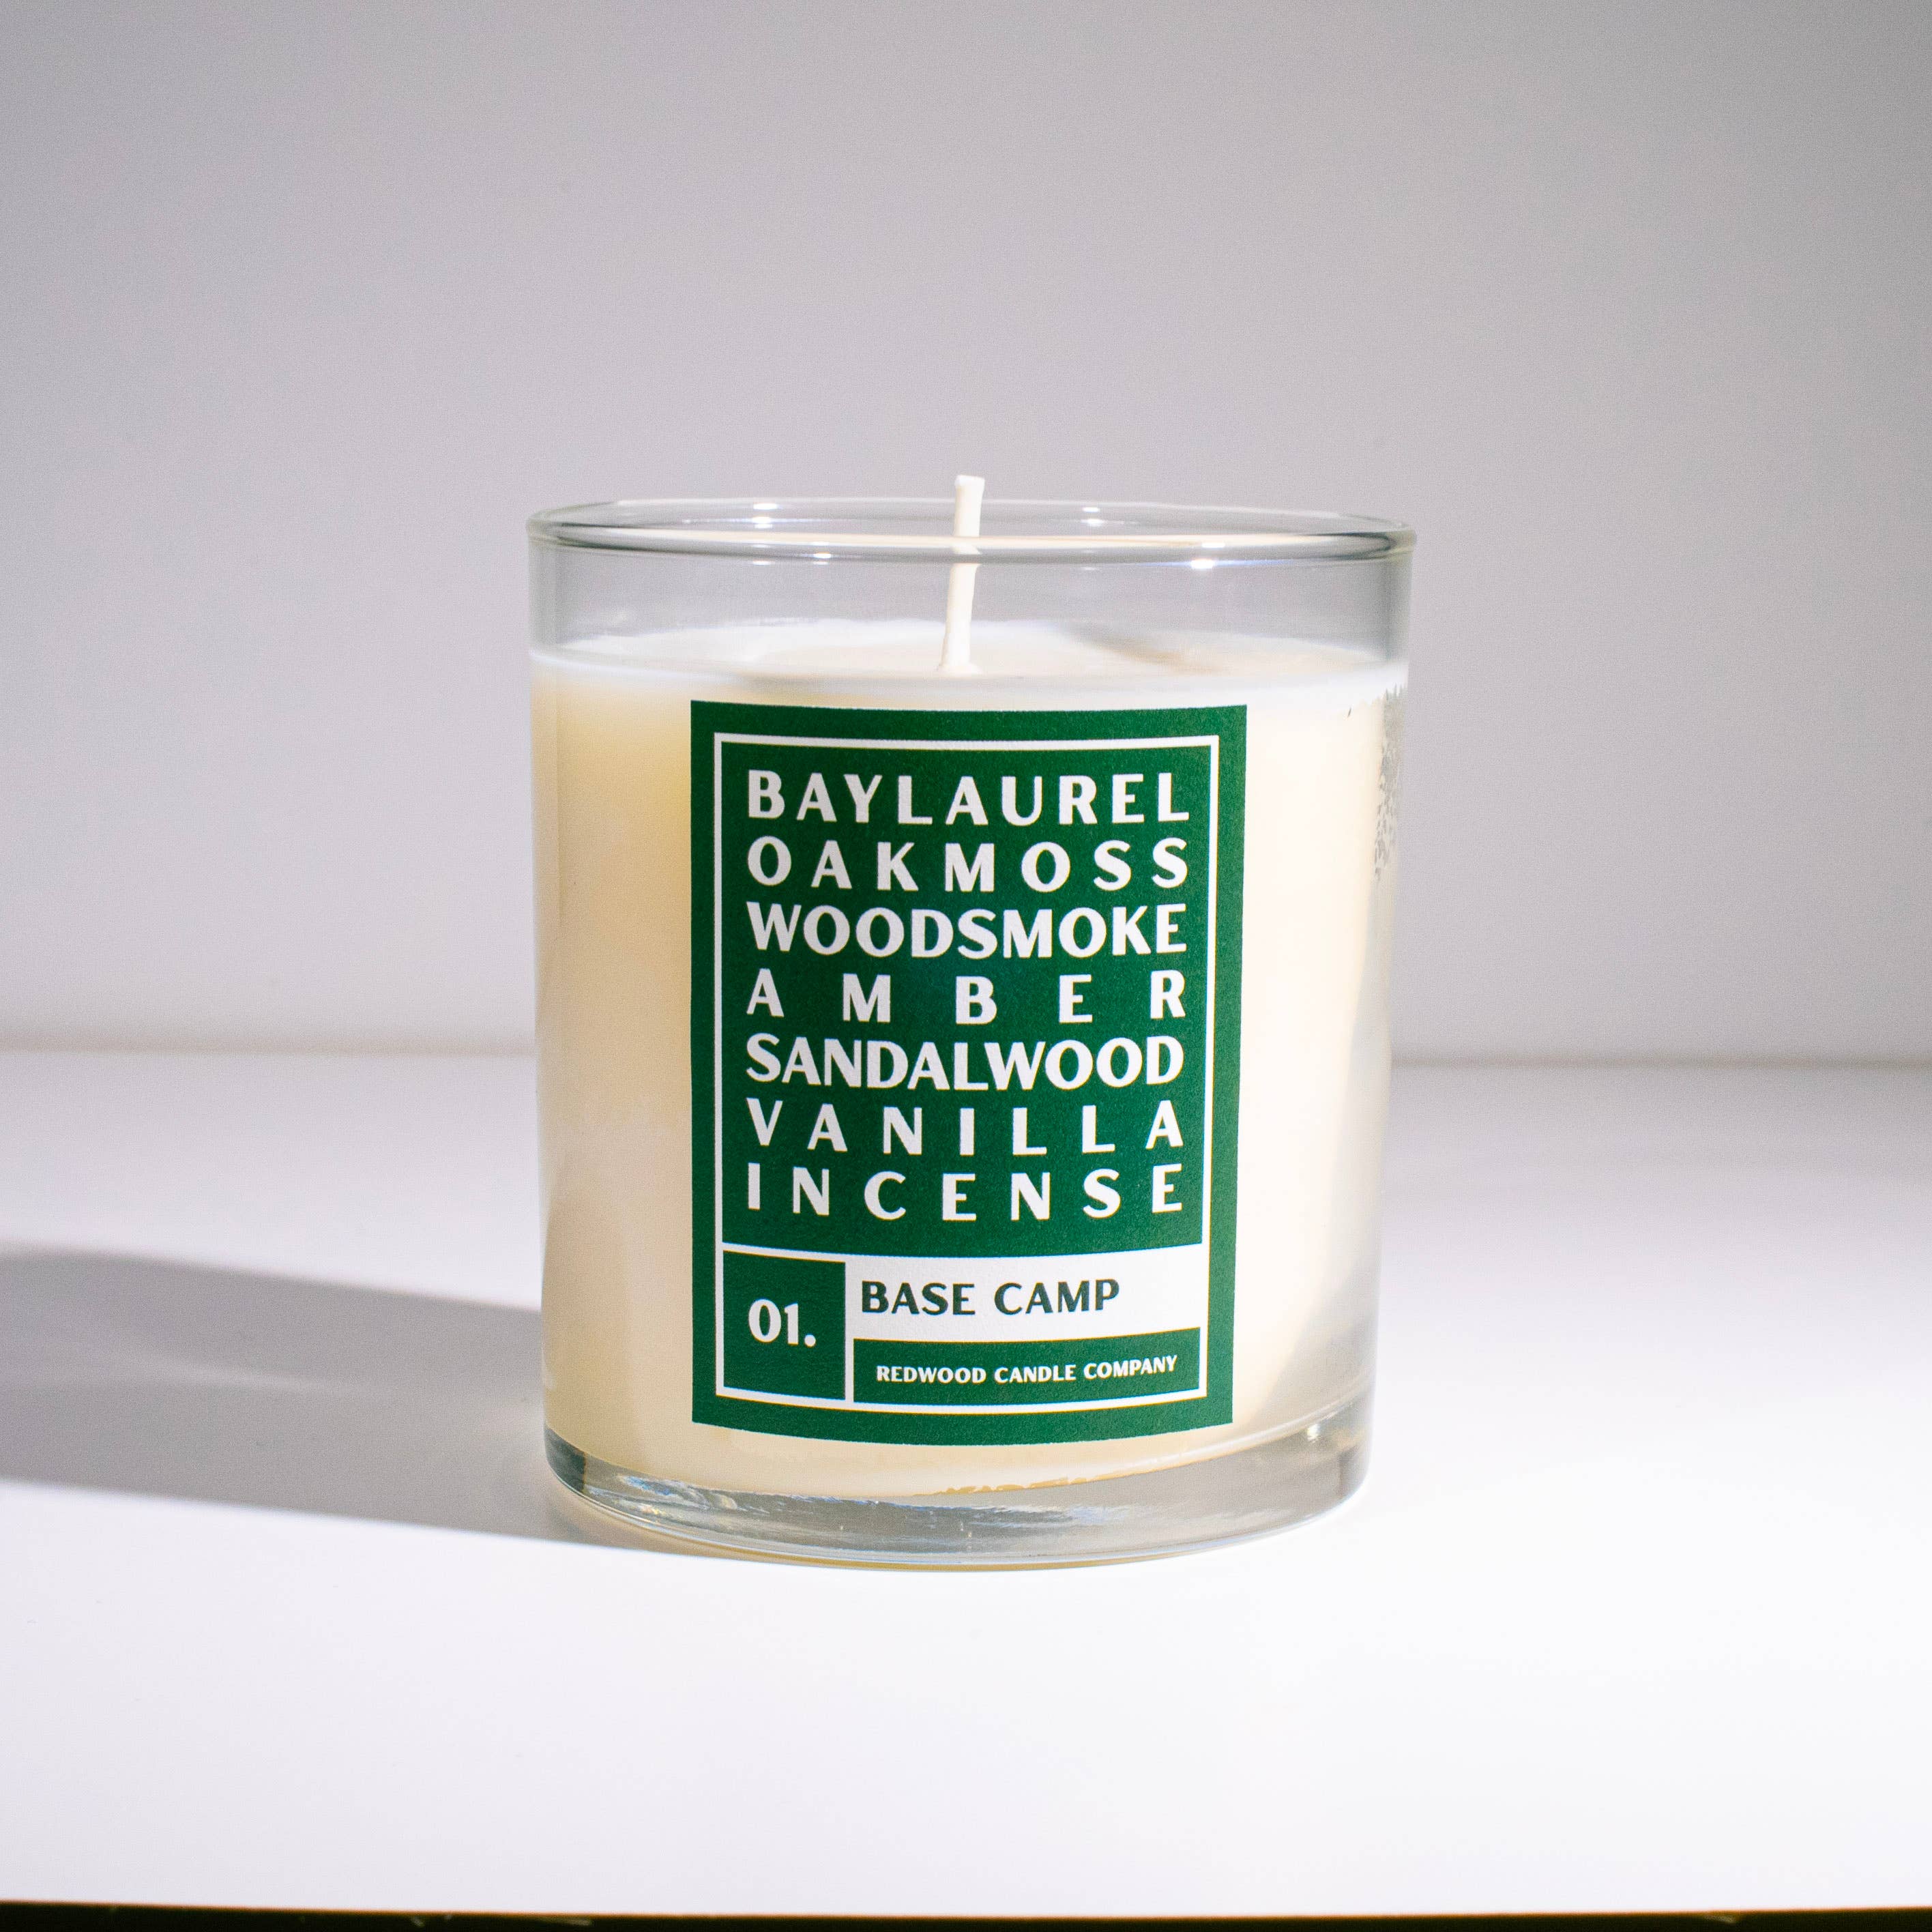 BAYLAUREL
OAKMOSS
WOODSMOKE
AMBER
SANDALWOOD
VANILLA
INCENSE
01.
BASE CAMP
REDWOOD CANDLE COMPANY